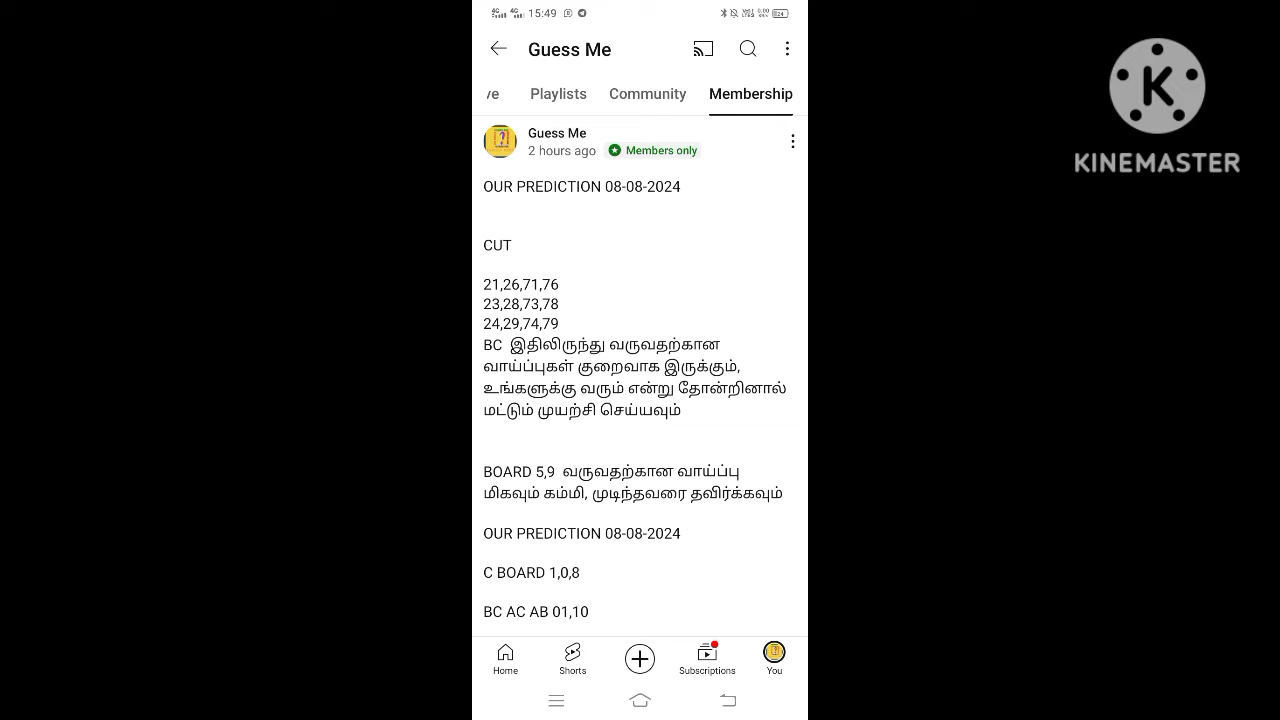 15:49
24
Guess Me
ve Playlists Community Membership
Guess Me
2 hours ago Members only
OUR PREDICTION 08-08-2024
CUT
21,26,71,76
23,28,73,78
24,29,74,79
BC இதிலிருந்து வருவதற்கான
வாய்ப்புகள் குறைவாக இருக்கும்,
உங்களுக்கு வரும் என்று தோன்றினால்
மட்டும் முயற்சி செய்யவும்
BOARD 5,9 வருவதற்கான வாய்ப்பு
மிகவும் கம்மி, முடிந்தவரை தவிர்க்கவும்
OUR PREDICTION 08-08-2024
C BOARD 1,0,8
BC AC AB 01,10
Home Shorts Subscriptions You
K
KINEMASTER